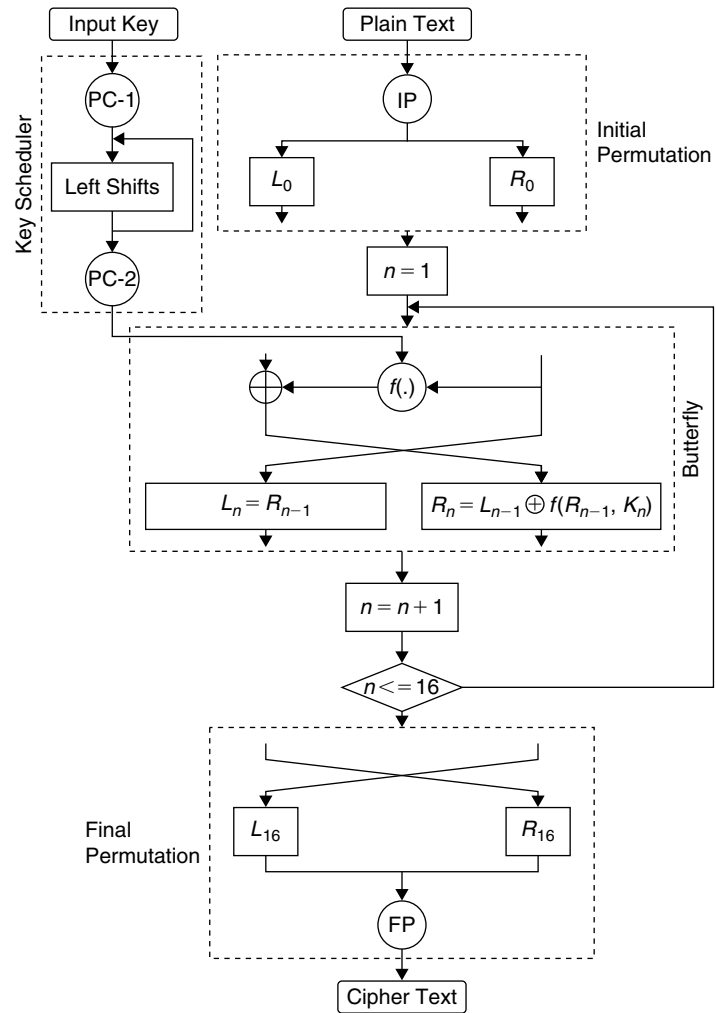 Input Key
Plain Text
PC-1
IP
Key Scheduler
Initial
Permutation
Left Shifts
L₀
R₀
PC-2
n = 1
f(.)
Butterfly
Lₙ = Rₙ₋₁
Rₙ = Lₙ₋₁ ⊕ f(Rₙ₋₁, Kₙ)
n = n + 1
n <= 16
L₁₆
R₁₆
Final
Permutation
FP
Cipher Text